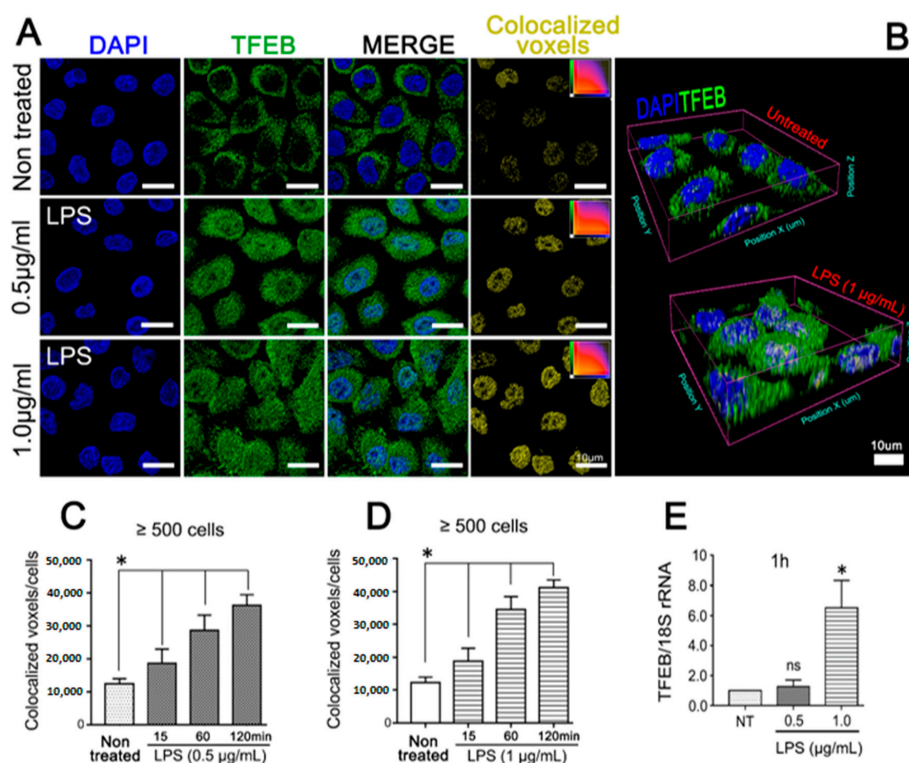 A
DAPI
TFEB
MERGE
Colocalized
voxels
B
Non treated
LPS
0.5µg/ml
LPS
1.0µg/ml
10µm
DAPITFEB
Untreated
Position Z
Position Y
Position X (um)
LPS (1 µg/mL)
Position Y
Position X (um)
10um
C
≥ 500 cells
Colocalized voxels/cells
50,000
40,000
30,000
20,000
10,000
0
*
Non
treated
15 60 120min
LPS (0.5 µg/mL)
D
≥ 500 cells
Colocalized voxels/cells
50,000
40,000
30,000
20,000
10,000
0
*
Non
treated
15 60 120min
LPS (1 µg/mL)
E
1h
TFEB/18S rRNA
10.0
8.0
6.0
4.0
2.0
0.0
ns
*
NT 0.5 1.0
LPS (µg/mL)